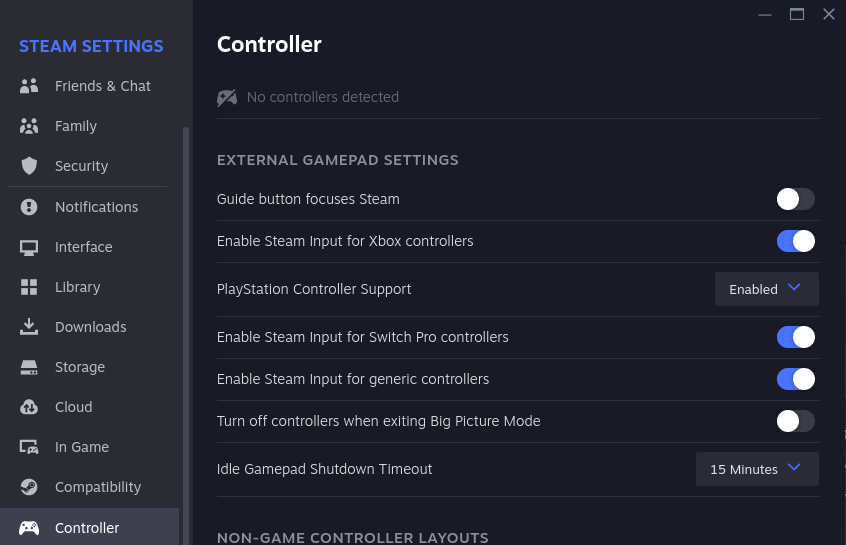 STEAM SETTINGS
Friends & Chat
Family
Security
Notifications
Interface
Library
Downloads
Storage
Cloud
In Game
Compatibility
Controller
Controller
No controllers detected
EXTERNAL GAMEPAD SETTINGS
Guide button focuses Steam
Enable Steam Input for Xbox controllers
PlayStation Controller Support Enabled
Enable Steam Input for Switch Pro controllers
Enable Steam Input for generic controllers
Turn off controllers when exiting Big Picture Mode
Idle Gamepad Shutdown Timeout 15 Minutes
NON-GAME CONTROLLER LAYOUTS